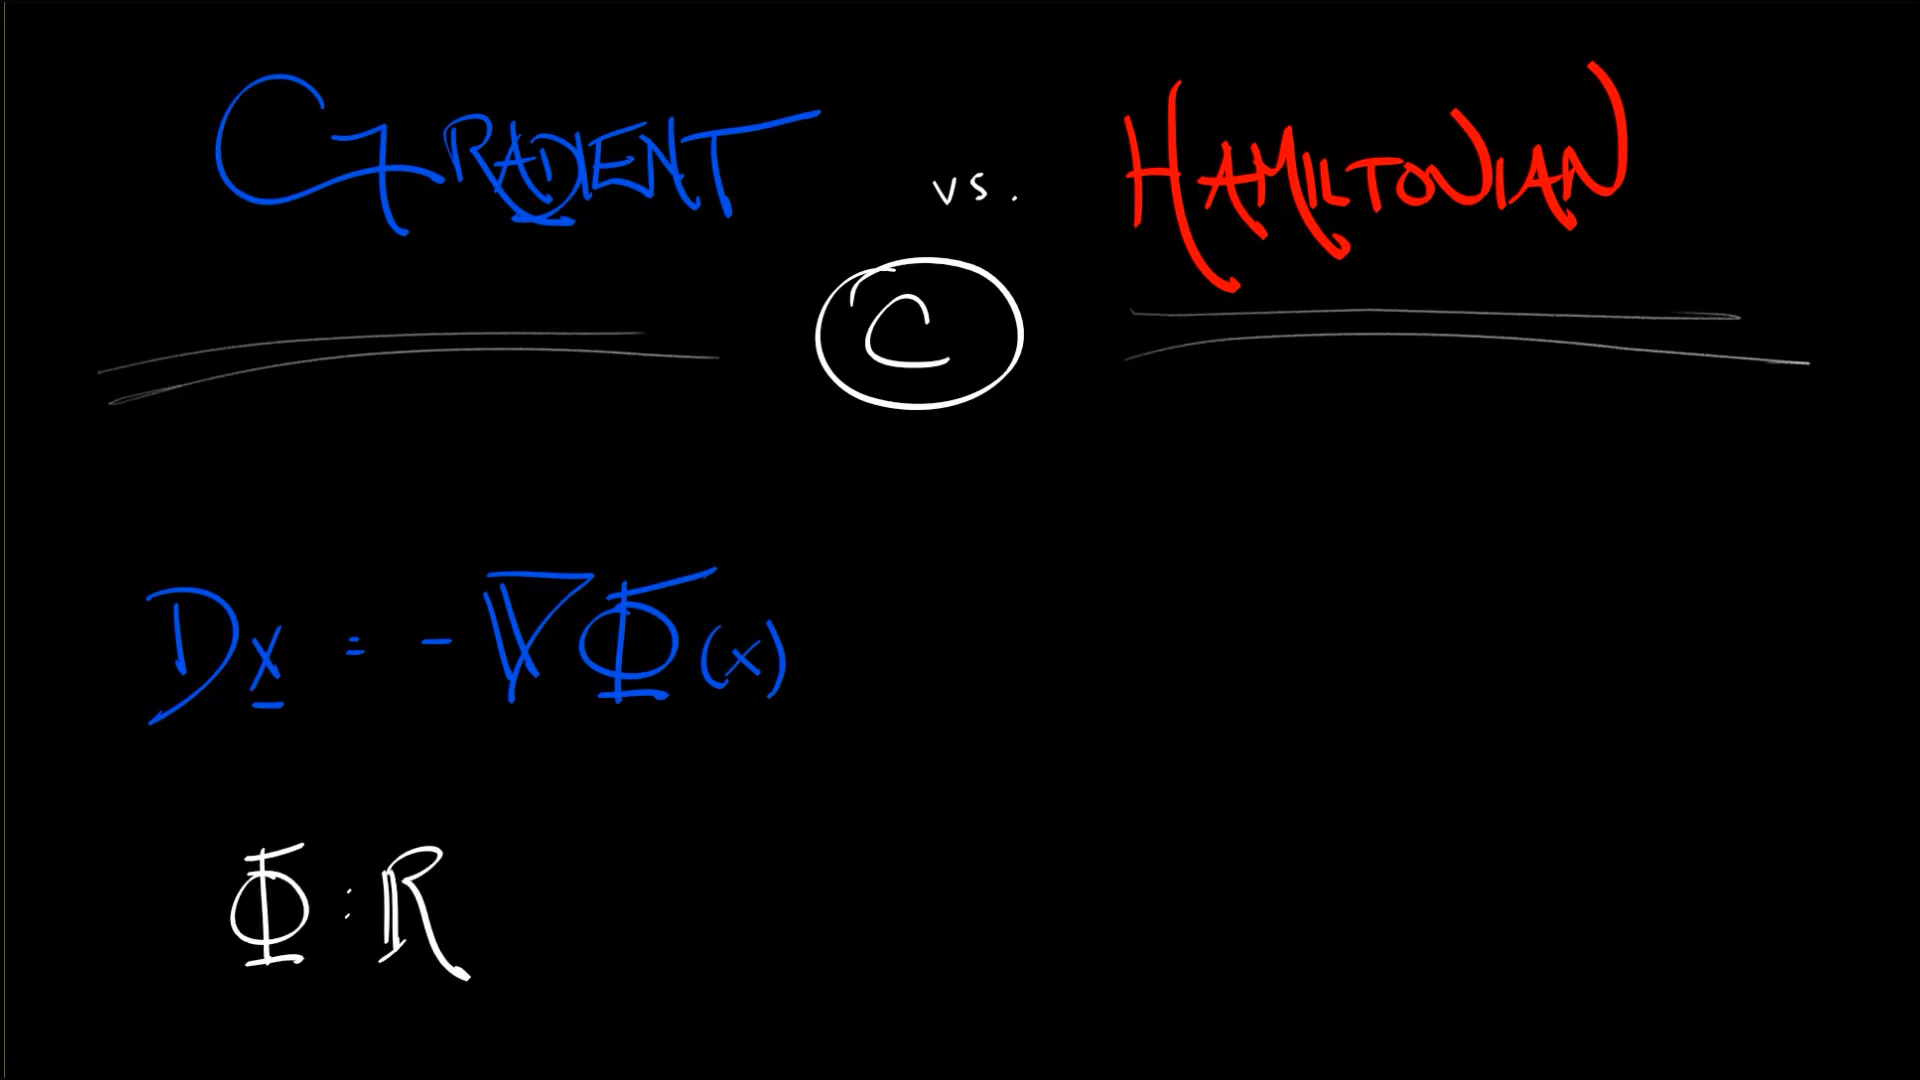 GRADIENT vs. HAMILTONIAN
C
Dx = - ∇Φ(x)
Φ : ℝ